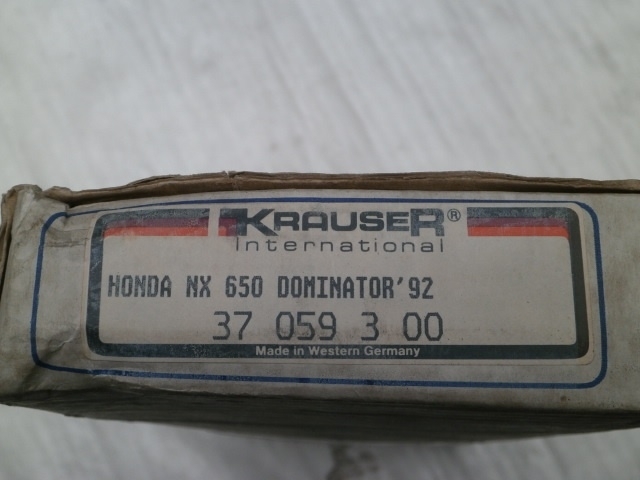 KRAUSER®
International
HONDA NX 650 DOMINATOR'92
37 059 3 00
Made in Western Germany